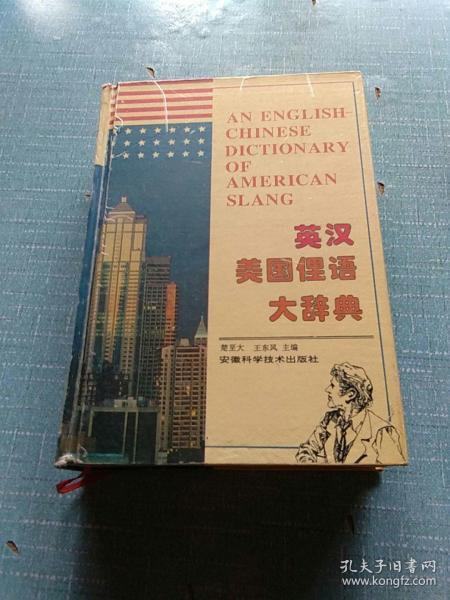 AN ENGLISH-
CHINESE
DICTIONARY
OF
AMERICAN
SLANG
英汉
美国俚语
大辞典
楚至大 王东风 主编
安徽科学技术出版社
孔夫子旧书网
www.kongfz.com